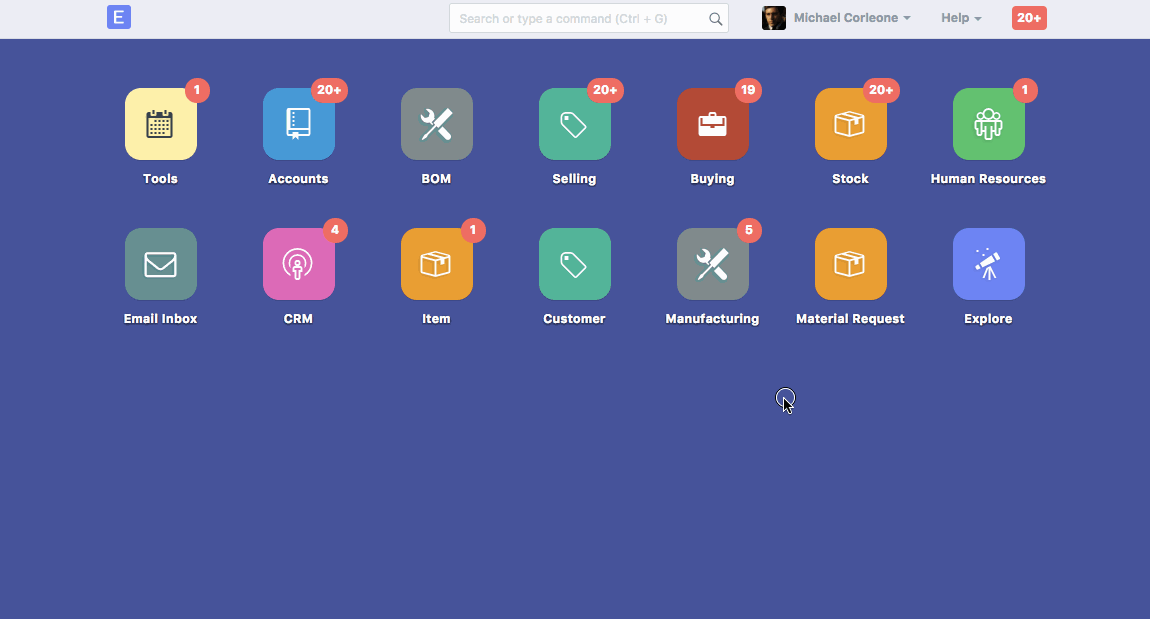 E
Search or type a command (Ctrl + G)
Michael Corleone
Help
20+
1
20+
20+
19
20+
1
Tools
Accounts
BOM
Selling
Buying
Stock
Human Resources
4
1
5
Email Inbox
CRM
Item
Customer
Manufacturing
Material Request
Explore